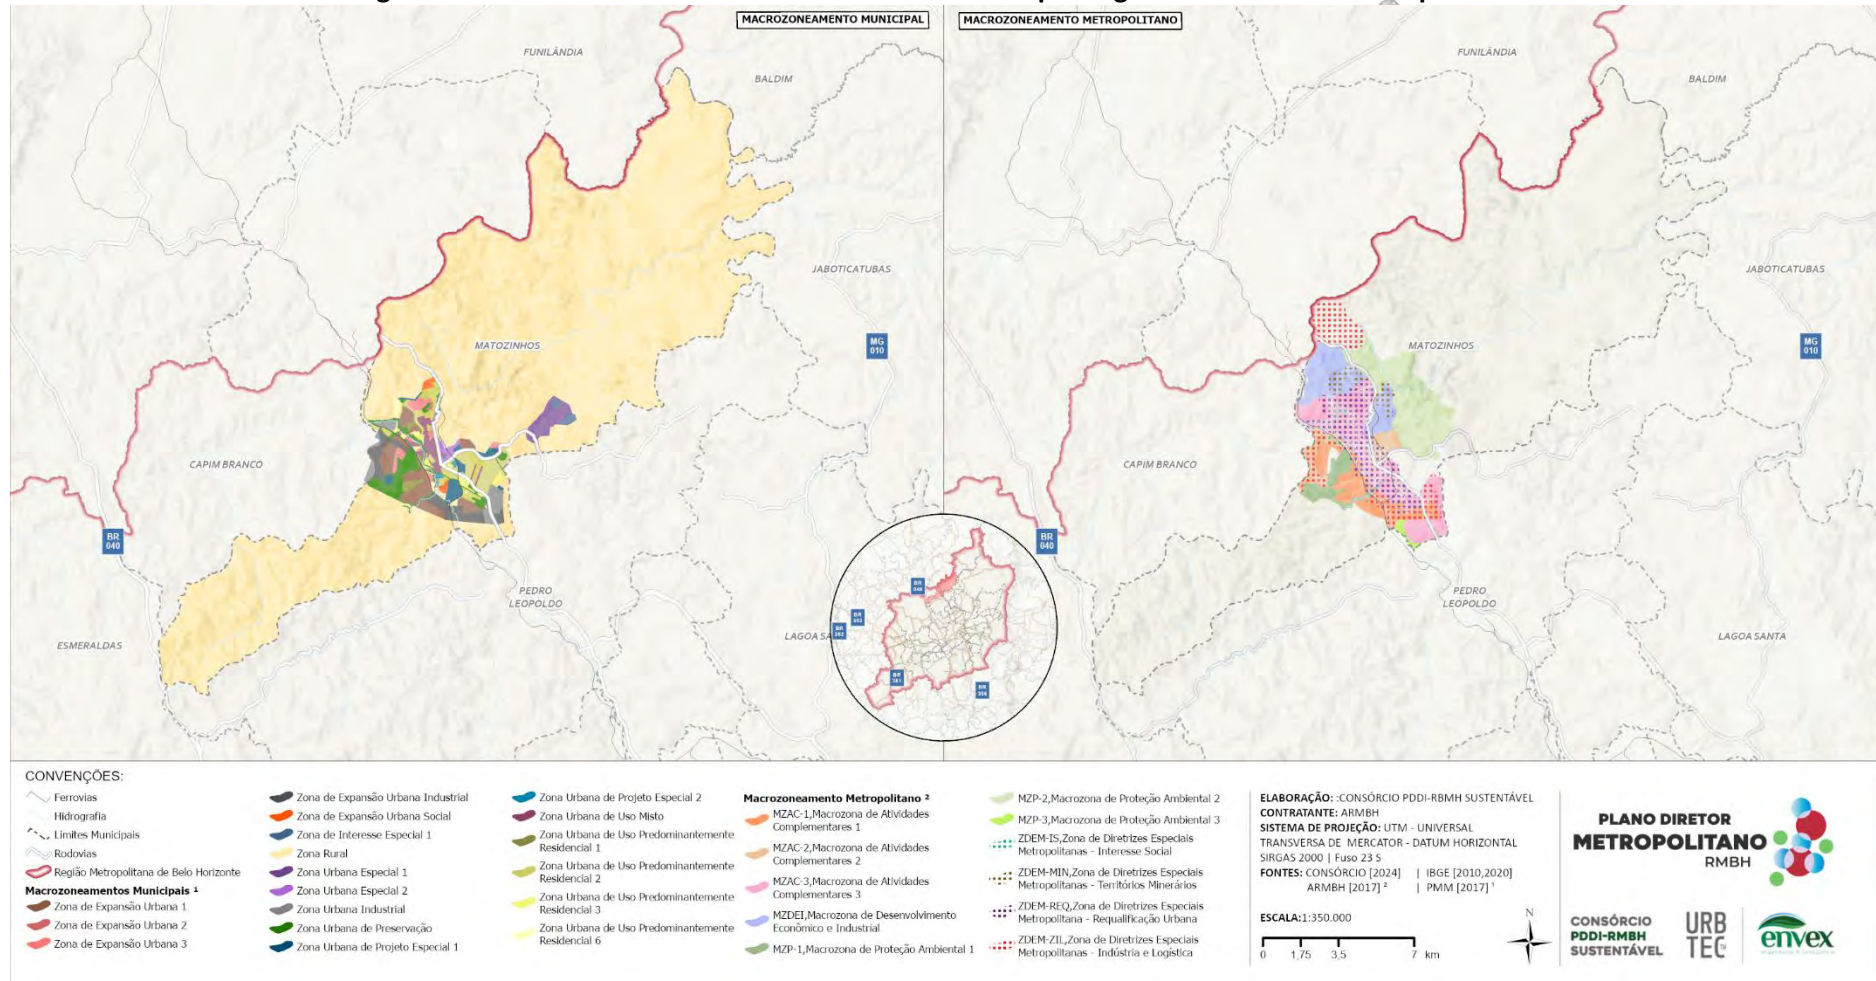 MACROZONEAMENTO MUNICIPAL
MACROZONEAMENTO METROPOLITANO
FUNILÂNDIA
BALDIM
JABOTICATUBAS
MATOZINHOS
MG
010
CAPIM BRANCO
BR
040
PEDRO
LEOPOLDO
ESMERALDAS
LAGOA SA
FUNILÂNDIA
BALDIM
JABOTICATUBAS
MATOZINHOS
MG
010
CAPIM BRANCO
BR
040
PEDRO
LEOPOLDO
LAGOA SANTA
CONVENÇÕES:
Ferrovias
Hidrografia
Limites Municipais
Rodovias
Região Metropolitana de Belo Horizonte
Macrozoneamentos Municipais ¹
Zona de Expansão Urbana 1
Zona de Expansão Urbana 2
Zona de Expansão Urbana 3
Zona de Expansão Urbana Industrial
Zona de Expansão Urbana Social
Zona de Interesse Especial 1
Zona Rural
Zona Urbana Especial 1
Zona Urbana Especial 2
Zona Urbana Industrial
Zona Urbana de Preservação
Zona Urbana de Projeto Especial 1
Zona Urbana de Projeto Especial 2
Zona Urbana de Uso Misto
Zona Urbana de Uso Predominantemente
Residencial 1
Zona Urbana de Uso Predominantemente
Residencial 2
Zona Urbana de Uso Predominantemente
Residencial 3
Zona Urbana de Uso Predominantemente
Residencial 6
Macrozoneamento Metropolitano ²
MZAC-1,Macrozona de Atividades
Complementares 1
MZAC-2,Macrozona de Atividades
Complementares 2
MZAC-3,Macrozona de Atividades
Complementares 3
MZDEI,Macrozona de Desenvolvimento
Econômico e Industrial
MZP-1,Macrozona de Proteção Ambiental 1
MZP-2,Macrozona de Proteção Ambiental 2
MZP-3,Macrozona de Proteção Ambiental 3
ZDEM-IS,Zona de Diretrizes Especiais
Metropolitanas - Interesse Social
ZDEM-MIN,Zona de Diretrizes Especiais
Metropolitanas - Territórios Minerários
ZDEM-REQ,Zona de Diretrizes Especiais
Metropolitana - Requalificação Urbana
ZDEM-ZIL,Zona de Diretrizes Especiais
Metropolitanas - Indústria e Logística
ELABORAÇÃO: :CONSÓRCIO PDDI-RBMH SUSTENTÁVEL
CONTRATANTE: ARMBH
SISTEMA DE PROJEÇÃO: UTM - UNIVERSAL
TRANSVERSA DE MERCATOR - DATUM HORIZONTAL
SIRGAS 2000 | Fuso 23 S
FONTES: CONSÓRCIO [2024] | IBGE [2010,2020]
ARMBH [2017] ² | PMM [2017] ¹
ESCALA:1:350.000
0 1,75 3,5 7 km
N
PLANO DIRETOR
METROPOLITANO
RMBH
CONSÓRCIO
PDDI-RBMH
SUSTENTÁVEL
URB
TEC
envex